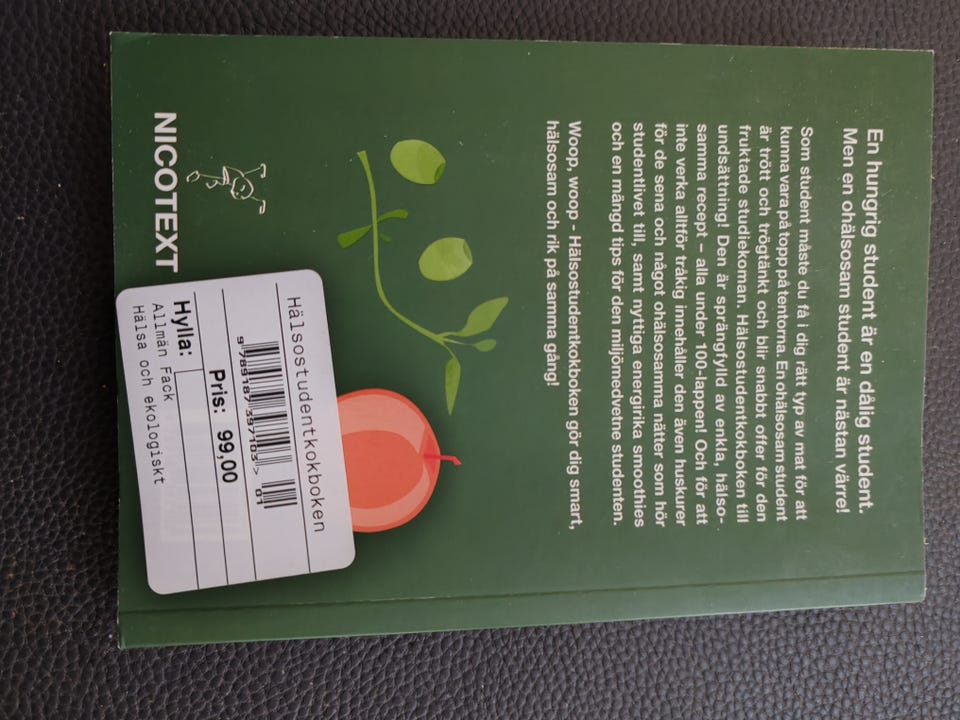 En hungrig student är en dålig student.
Men en ohälsosam student är nästan värre!
Som student måste du få i dig rätt typ av mat för att
kunna vara på topp på tentorna. En ohälsosam student
är trött och trögtänkt och blir snabbt offer för den
fruktade studiekoman. Hälsostudentkokboken till
undsättning! Den är sprängfylld av enkla, hälso-
samma recept – alla under 100-lappen! Och för att
inte verka alltför tråkig innehåller den även huskurer
för de sena och något ohälsosamma nätter som hör
studentlivet till, samt nyttiga energirika smoothies
och en mängd tips för den miljömedvetne studenten.
Woop, woop - Hälsostudentkokboken gör dig smart,
hälsosam och rik på samma gång!
NICOTEXT
Hälsostudentkokboken
9789187397103> 01
Pris: 99,00
Hylla:
Allmän Fack
Hälsa och ekologiskt